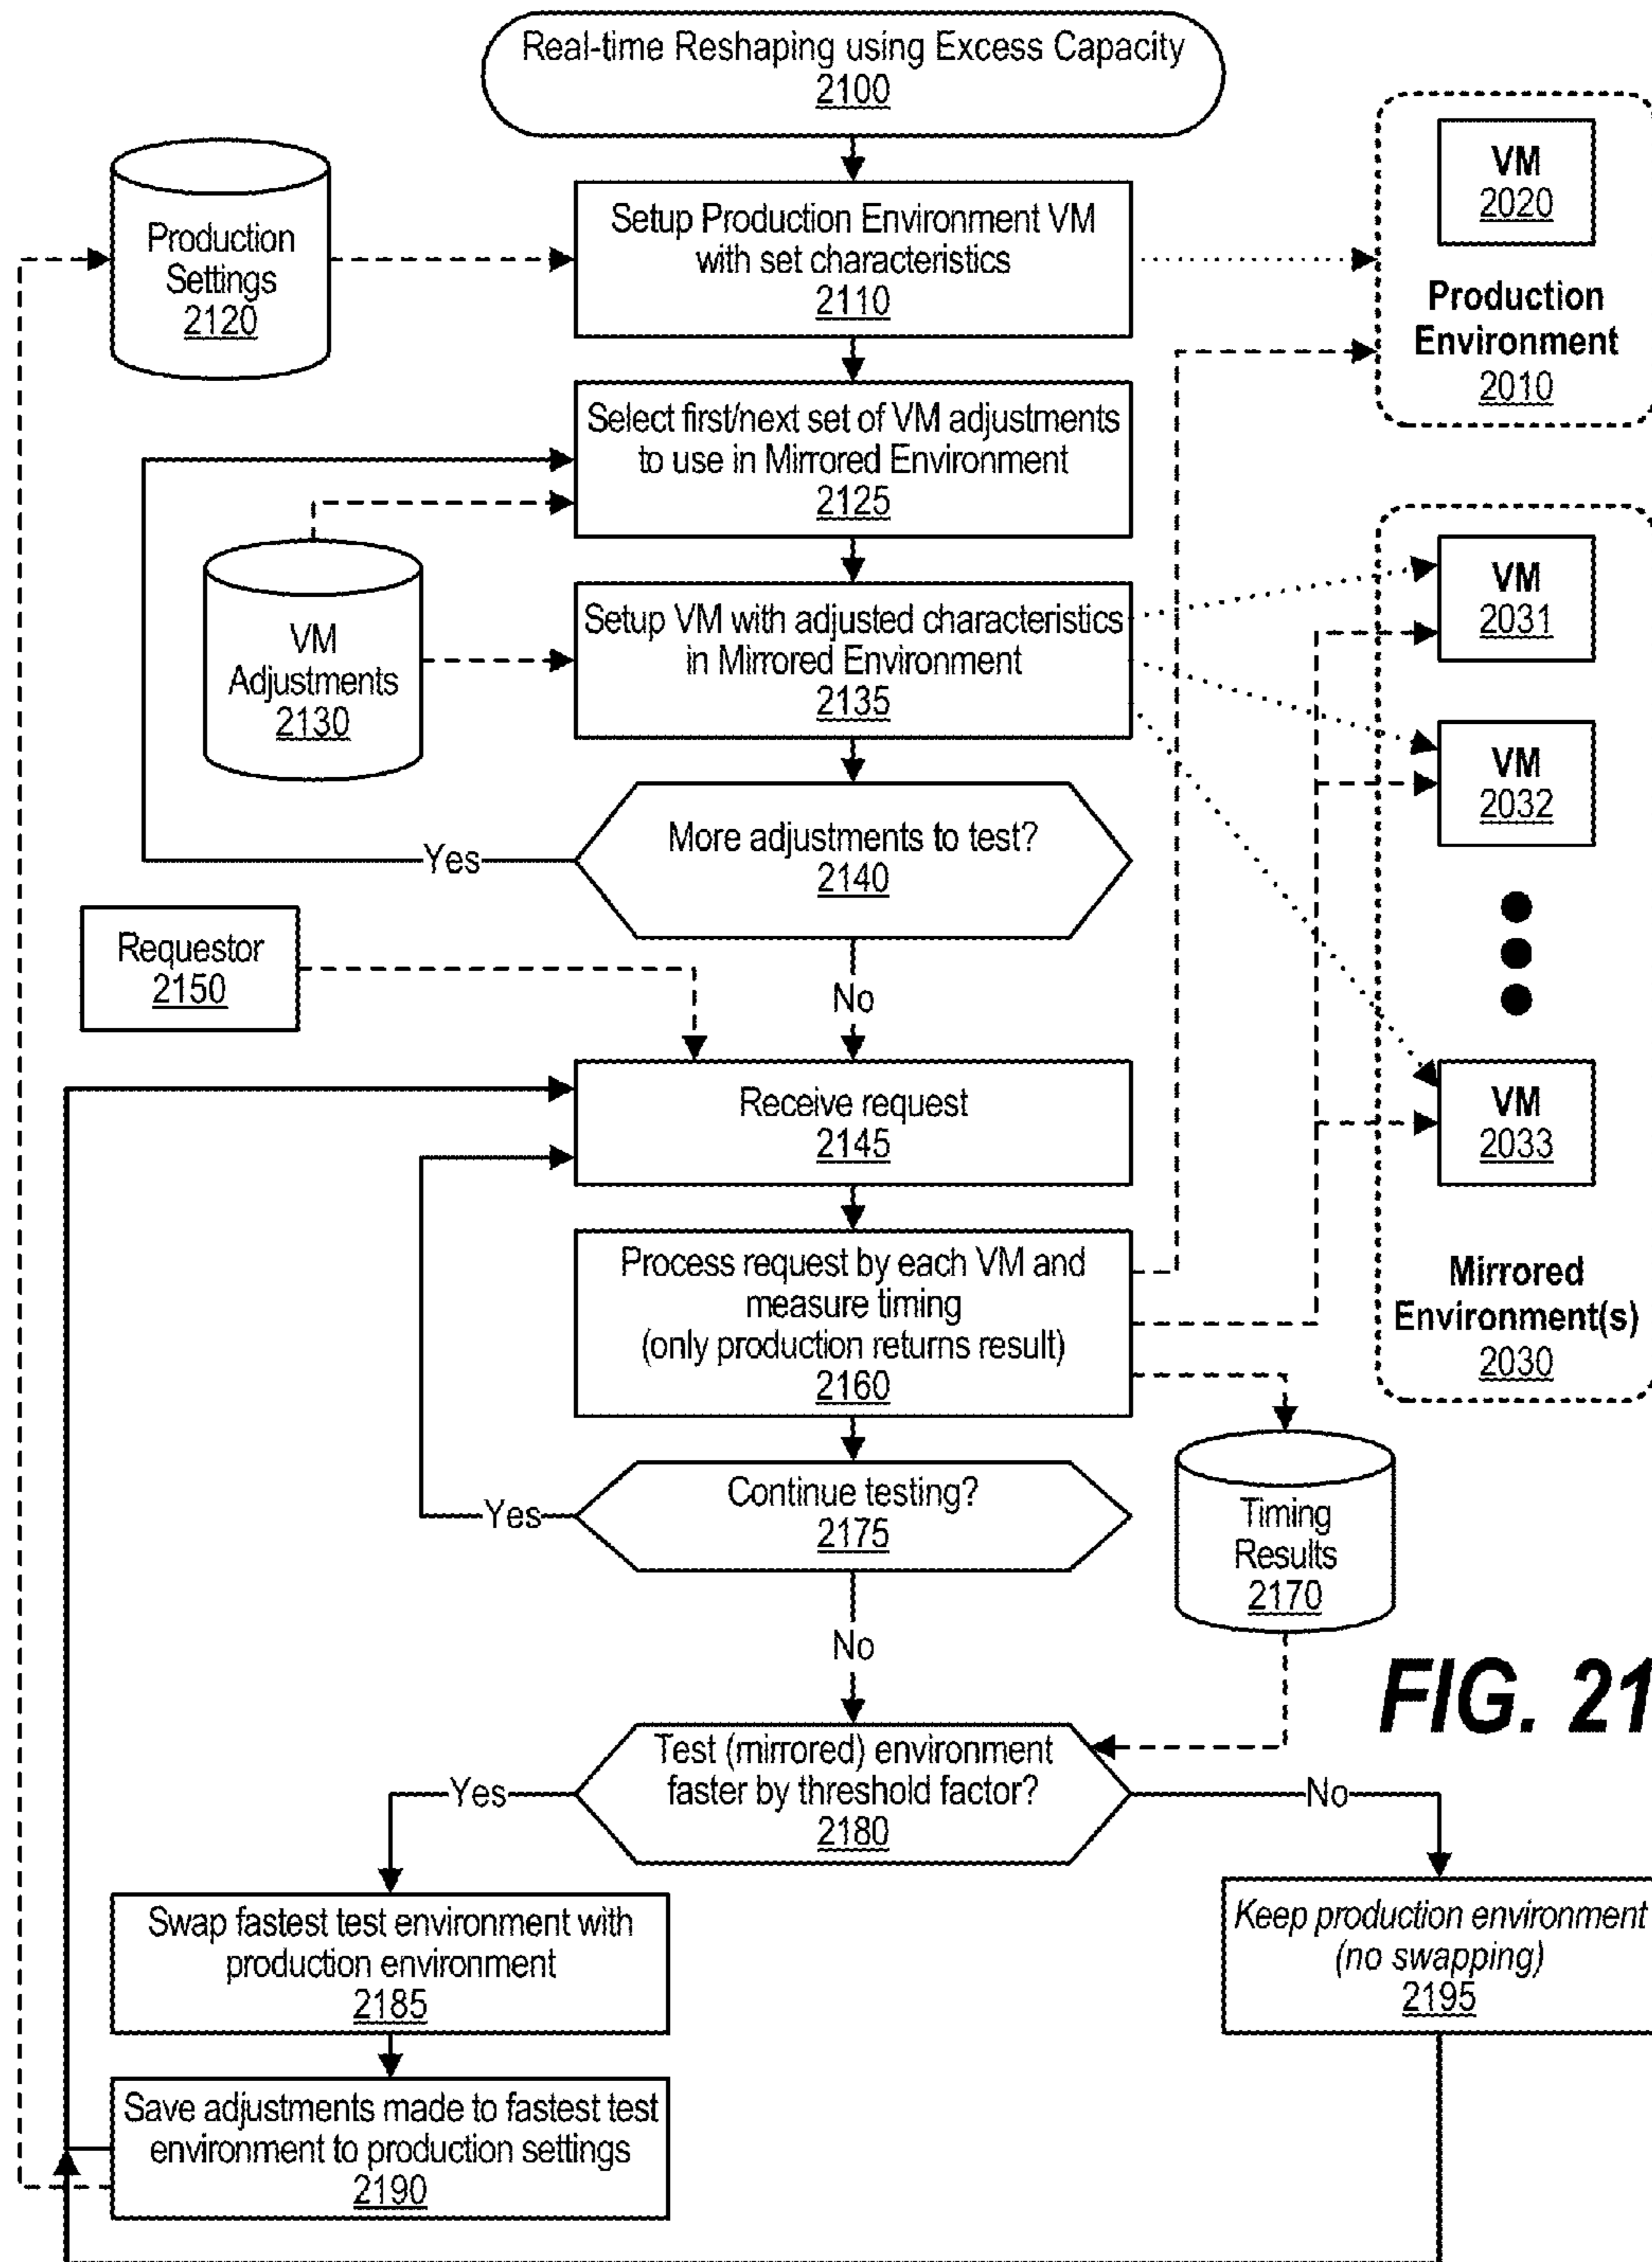 Real-time Reshaping using Excess Capacity
2100
VM
2020
Production
Environment
2010
Production
Settings
2120
Setup Production Environment VM
with set characteristics
2110
Select first/next set of VM adjustments
to use in Mirrored Environment
2125
VM
Adjustments
2130
Setup VM with adjusted characteristics
in Mirrored Environment
2135
VM
2031
VM
2032
VM
2033
Mirrored
Environment(s)
2030
More adjustments to test?
2140
Yes
No
Requestor
2150
Receive request
2145
Process request by each VM and
measure timing
(only production returns result)
2160
Continue testing?
2175
Yes
No
Timing
Results
2170
FIG. 21
Test (mirrored) environment
faster by threshold factor?
2180
Yes
No
Swap fastest test environment with
production environment
2185
Keep production environment
(no swapping)
2195
Save adjustments made to fastest test
environment to production settings
2190